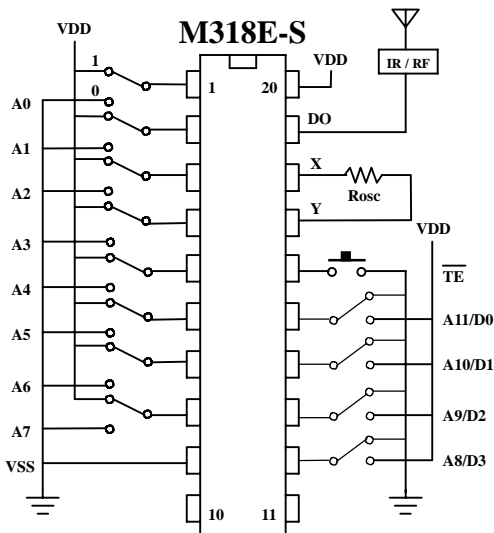 M318E-S
VDD
VDD
IR / RF
1
0
1
20
A0
DO
A1
X
Rosc
A2
Y
VDD
A3
TE
A4
A11/D0
A5
A10/D1
A6
A9/D2
A7
A8/D3
VSS
10
11